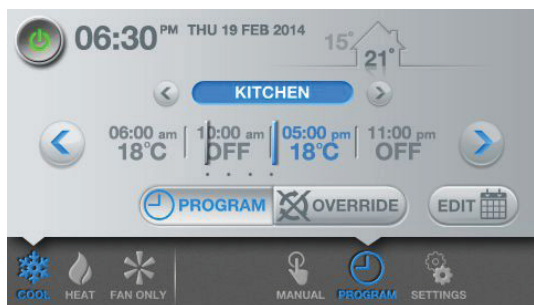 06:30 PM THU 19 FEB 2014
15°
21°
KITCHEN
06:00 am 10:00 am 05:00 pm 11:00 pm
18°C OFF 18°C OFF
PROGRAM OVERRIDE EDIT
COOL HEAT FAN ONLY MANUAL PROGRAM SETTINGS